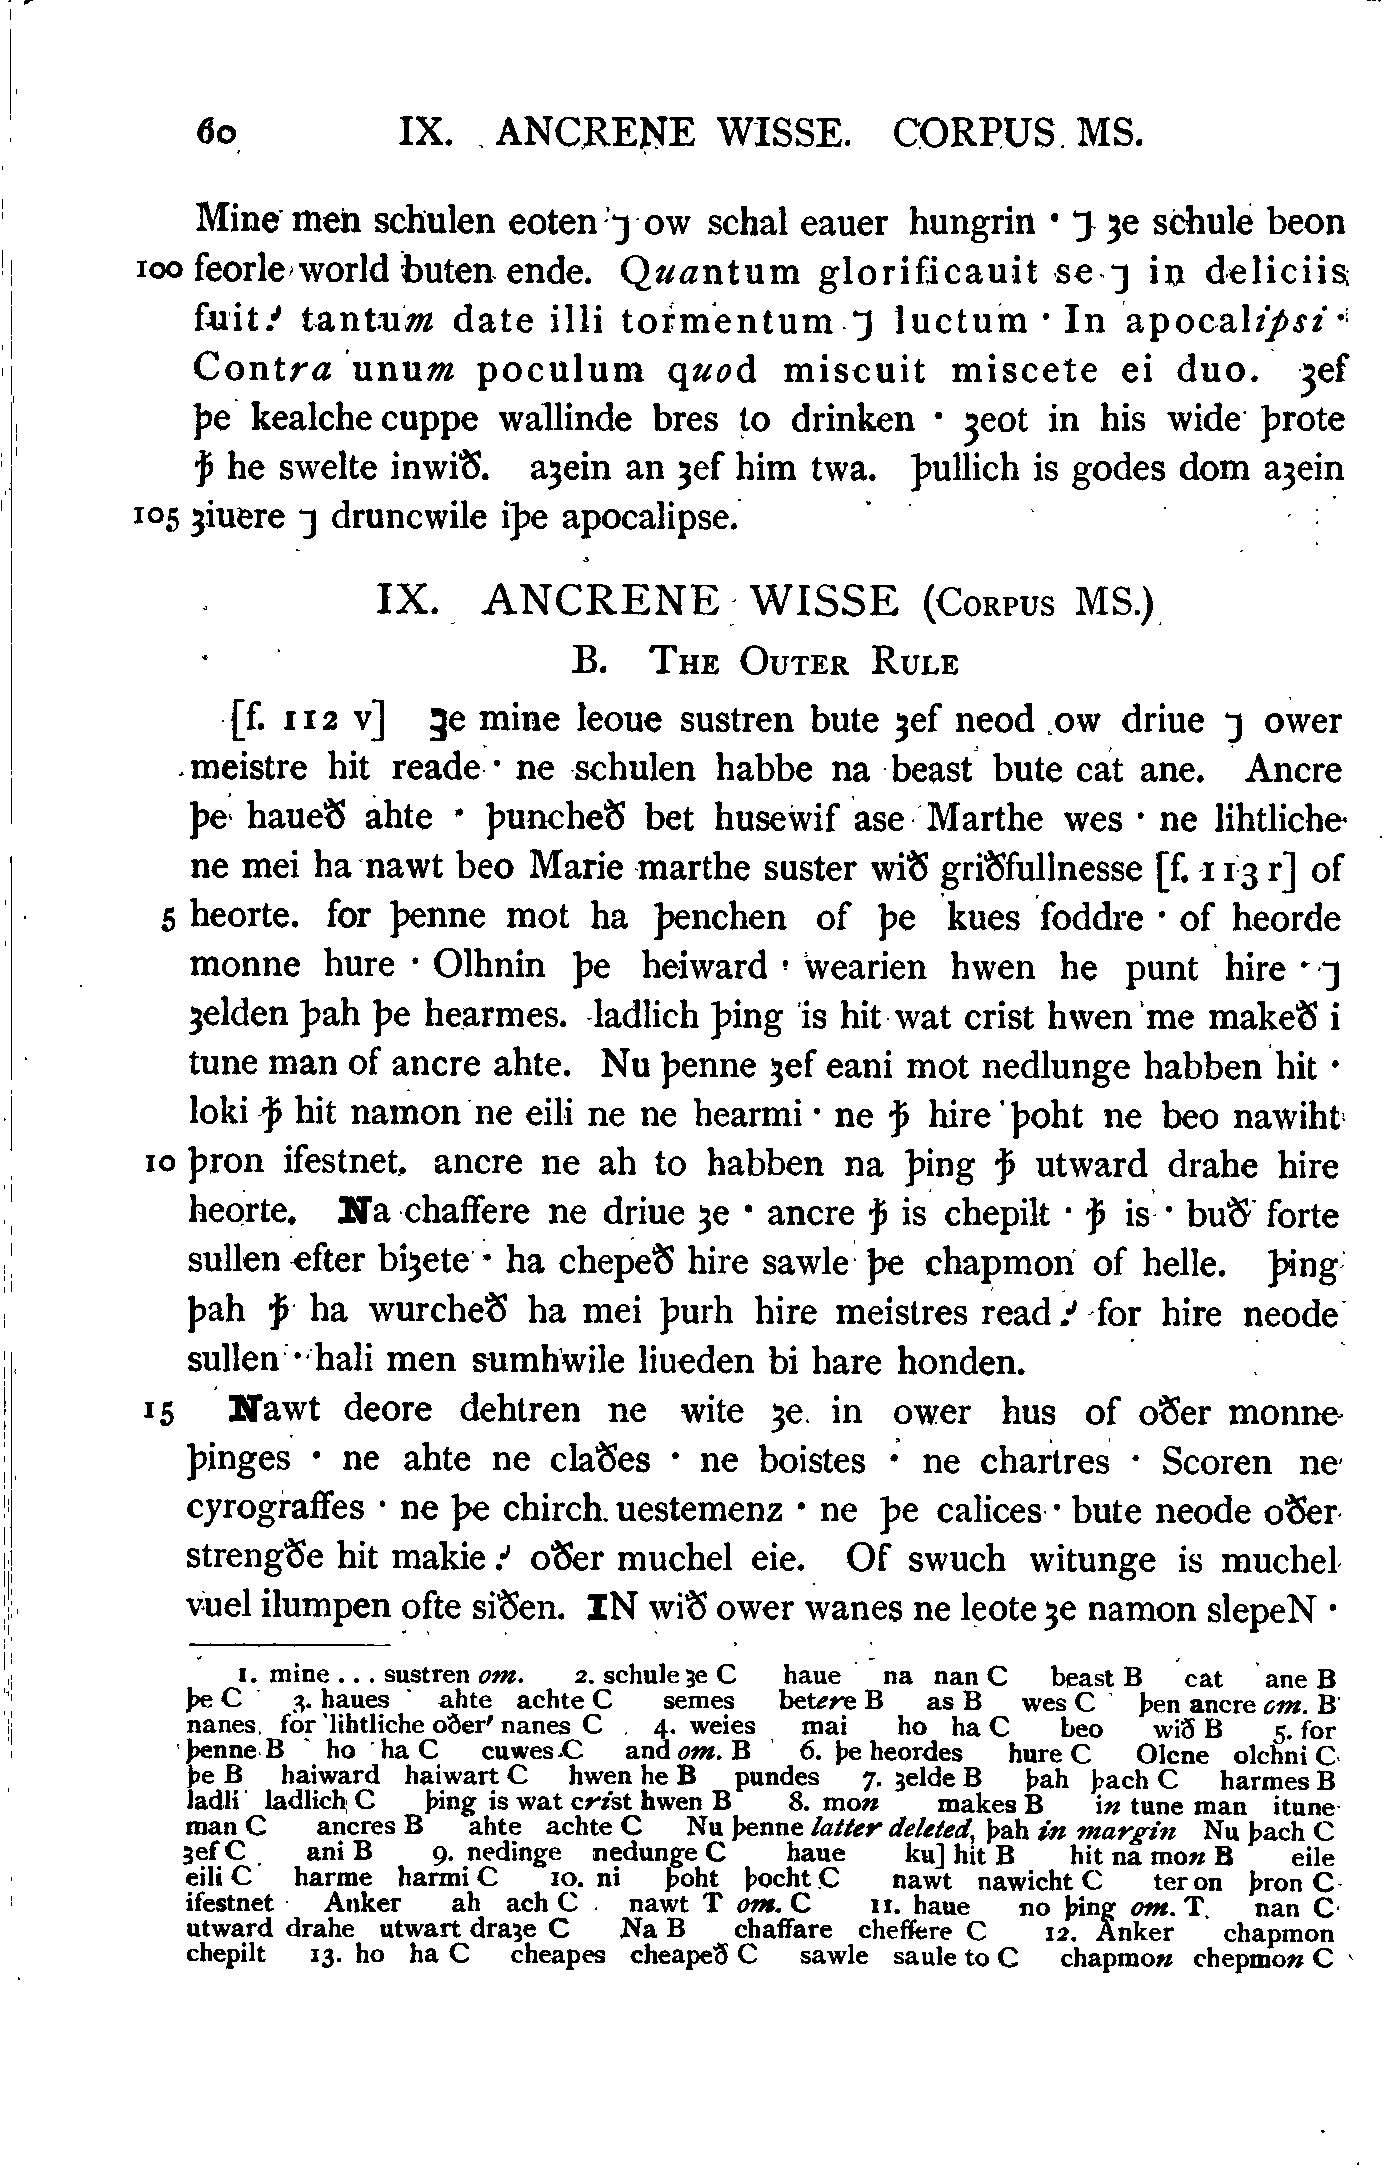 60 IX. ANCRENE WISSE. CORPUS MS.
Mine men schulen eoten ⁊ ow schal eauer hungrin · ⁊ ȝe schule beon
100 feorle world buten ende. Quantum glorificauit se ⁊ in deliciis
fuit ⸵ tantum date illi tormentum ⁊ luctum · In apocalipsi ·
Contra unum poculum quod miscuit miscete ei duo. ȝef
þe kealche cuppe wallinde bres to drinken · ȝeot in his wide þrote
ꝥ he swelte inwið. aȝein an ȝef him twa. þullich is godes dom aȝein
105 ȝiuere ⁊ druncwile iþe apocalipse.
IX. ANCRENE WISSE (CORPUS MS.)
B. THE OUTER RULE
[f. 112 v] Ȝe mine leoue sustren bute ȝef neod ow driue ⁊ ower
meistre hit reade · ne schulen habbe na beast bute cat ane. Ancre
þe haueð ahte · þuncheð bet husewif ase Marthe wes · ne lihtliche
ne mei ha nawt beo Marie marthe suster wið griðfullnesse [f. 113 r] of
5 heorte. for þenne mot ha þenchen of þe kues foddre · of heorde
monne hure · Olhnin þe heiward ' wearien hwen he punt hire · ⁊
ȝelden þah þe hearmes. ladlich þing is hit wat crist hwen me makeð i
tune man of ancre ahte. Nu þenne ȝef eani mot nedlunge habben hit ·
loki ꝥ hit namon ne eili ne ne hearmi · ne ꝥ hire þoht ne beo nawiht
10 þron ifestnet. ancre ne ah to habben na þing ꝥ utward drahe hire
heorte. Na chaffere ne driue ȝe · ancre ꝥ is chepilt · ꝥ is · buð forte
sullen efter biȝete · ha chepeð hire sawle þe chapmon of helle. þing
þah ꝥ ha wurcheð ha mei þurh hire meistres read ⸵ for hire neode
sullen · hali men sumhwile liueden bi hare honden.
15 Nawt deore dehtren ne wite ȝe in ower hus of oðer monne
þinges · ne ahte ne claðes · ne boistes · ne chartres · Scoren ne
cyrograffes · ne þe chirch uestemenz · ne þe calices · bute neode oðer
strengðe hit makie ⸵ oðer muchel eie. Of swuch witunge is muchel
vuel ilumpen ofte siðen. IN wið ower wanes ne leote ȝe namon slepeN ·
1. mine ... sustren om. 2. schule ȝe C haue na nan C beast B cat ane B
þe C 3. haues ahte achte C semes betere B as B wes C þen ancre om. B
nanes. for 'lihtliche oðer' nanes C 4. weies mai ho ha C beo wið B 5. for
þenne B ho ha C cuwes C and om. B 6. þe heordes hure C Olcne olchni C
þe B haiward haiwart C hwen he B pundes 7. ȝelde B þah þach C harmes B
ladli ladlich C þing is wat crist hwen B 8. mon makes B in tune man itune
man C ancres B ahte achte C Nu þenne latter deleted, þah in margin Nu þach C
ȝef C ani B 9. nedinge nedunge C haue ku] hit B hit na mon B eile
eili C harme harmi C 10. ni þoht þocht C nawt nawicht C ter on þron C
ifestnet Anker ah ach C nawt T om. C 11. haue no þing om. T. nan C
utward drahe utwart draȝe C Na B chaffare cheffere C 12. Anker chapmon
chepilt 13. ho ha C cheapes cheapeð C sawle saule to C chapmon chepmon C